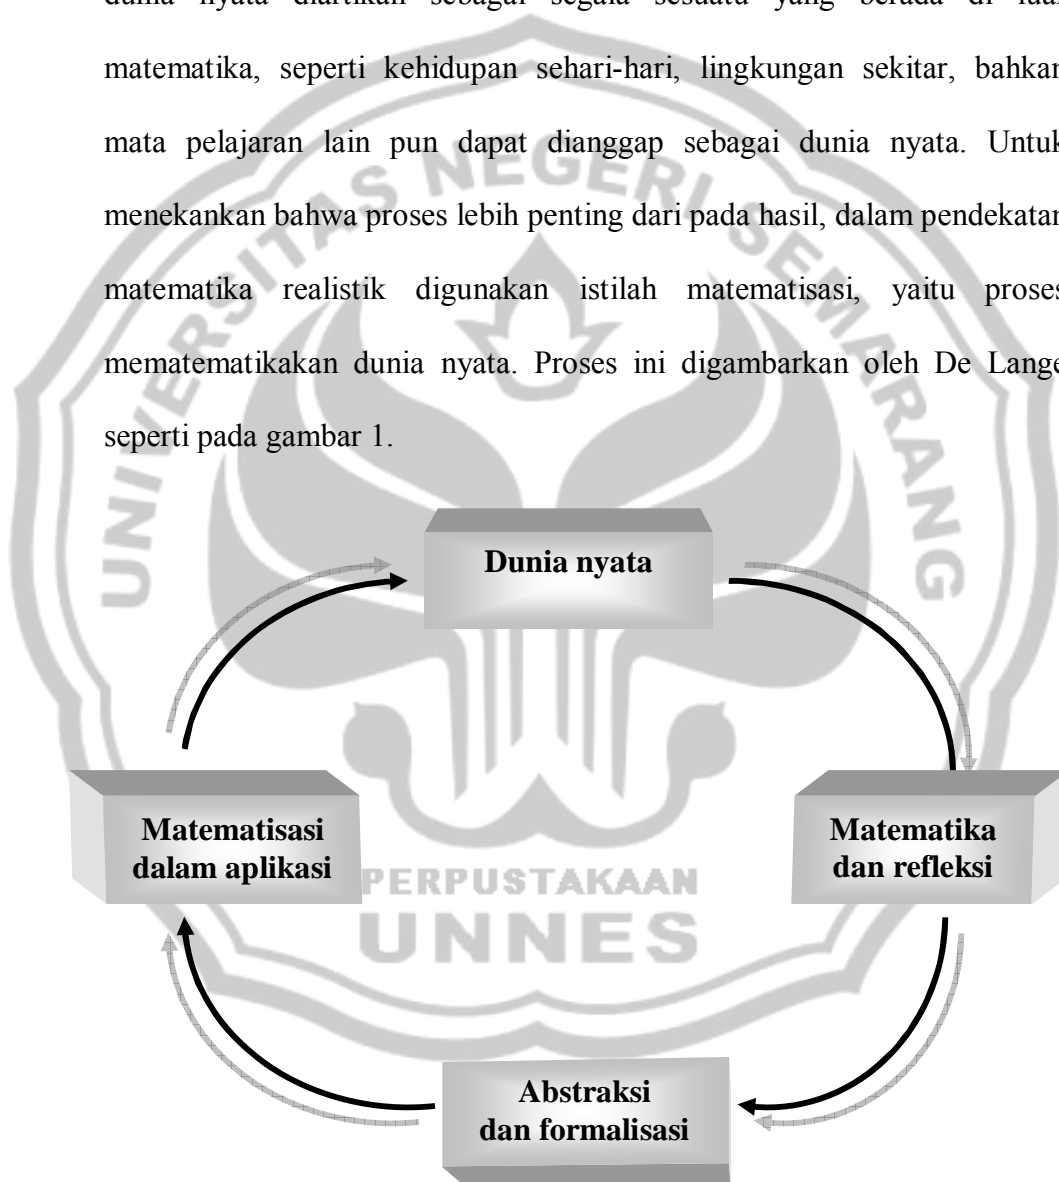 dunia nyata diartikan sebagai segala sesuatu yang berada di
matematika, seperti kehidupan sehari-hari, lingkungan sekitar, bahkan
mata pelajaran lain pun dapat dianggap sebagai dunia nyata. Untuk
menekankan bahwa proses lebih penting dari pada hasil, dalam pendekatan
matematika realistik digunakan istilah matematisasi, yaitu proses
mematematikakan dunia nyata. Proses ini digambarkan oleh De Lange
seperti pada gambar 1.
UNIVERSITAS NEGERI SEMARANG
Dunia nyata
Matematisasi
dalam aplikasi
Matematika
dan refleksi
PERPUSTAKAAN
UNNES
Abstraksi
dan formalisasi